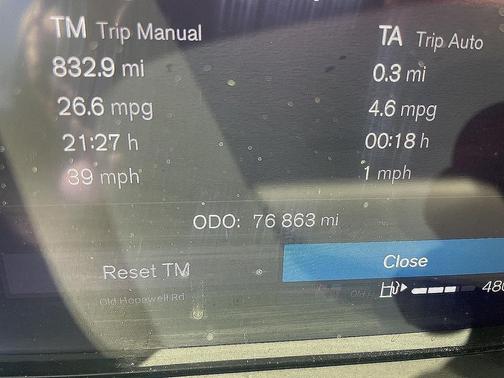 TM Trip Manual
832.9 mi
26.6 mpg
21:27 h
39 mph
TA Trip Auto
0.3 mi
4.6 mpg
00:18 h
1 mph
ODO: 76 863 mi
Reset TM
Close
Old Hopewell Rd